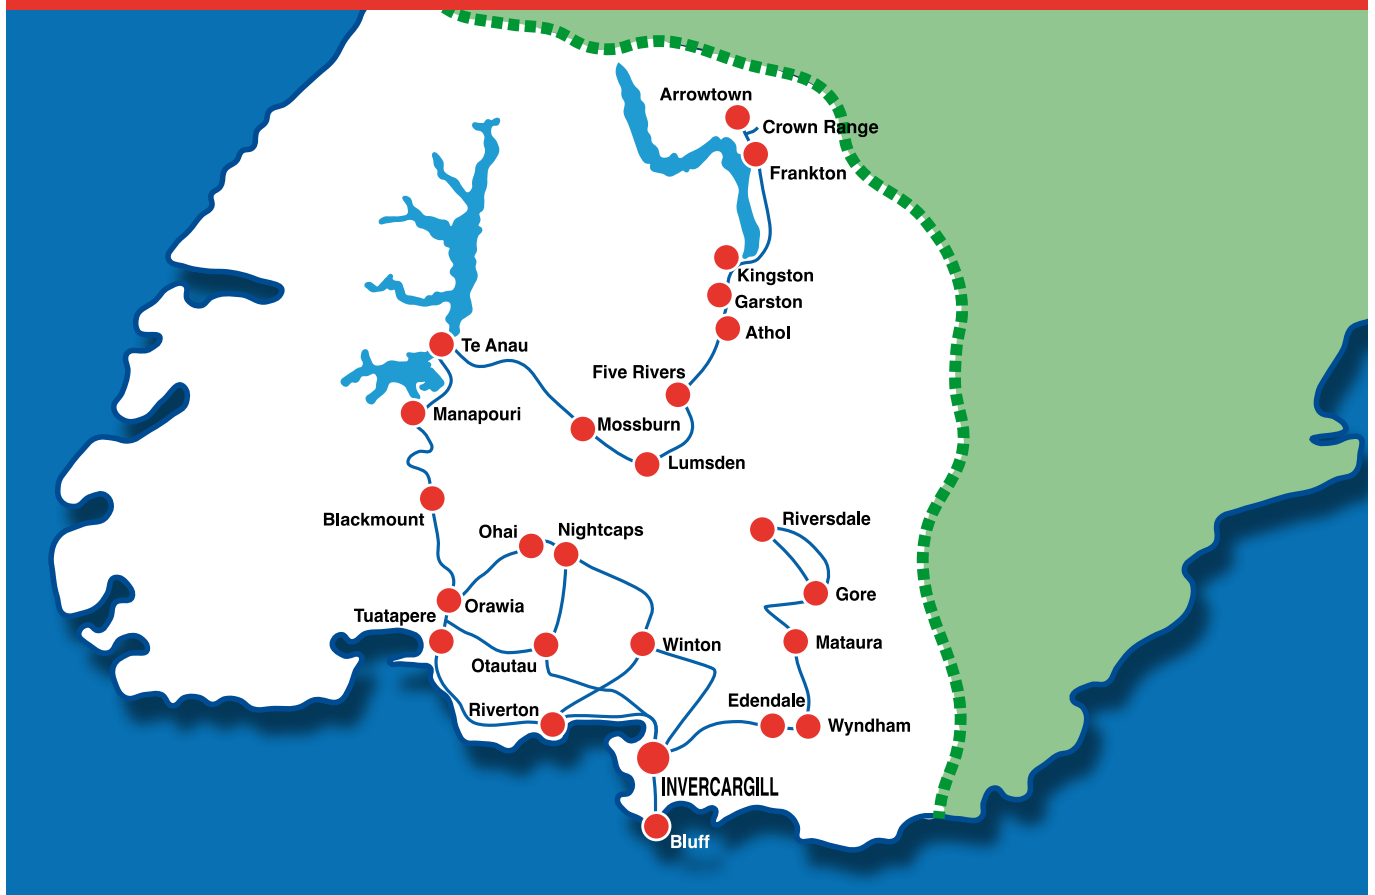 Arrowtown
Crown Range
Frankton
Kingston
Garston
Athol
Te Anau
Five Rivers
Manapouri
Mossburn
Lumsden
Blackmount
Ohai
Nightcaps
Riversdale
Gore
Orawia
Tuatapere
Mataura
Winton
Otautau
Edendale
Riverton
Wyndham
INVERCARGILL
Bluff